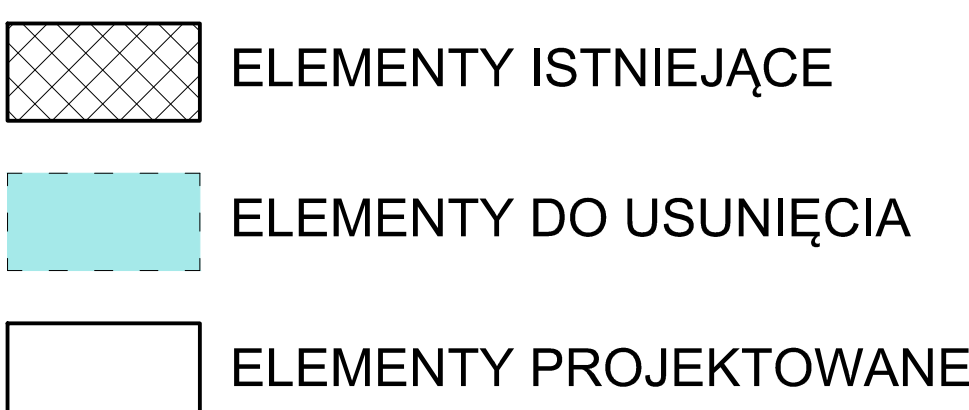 ELEMENTY ISTNIEJĄCE
ELEMENTY DO USUNIĘCIA
ELEMENTY PROJEKTOWANE